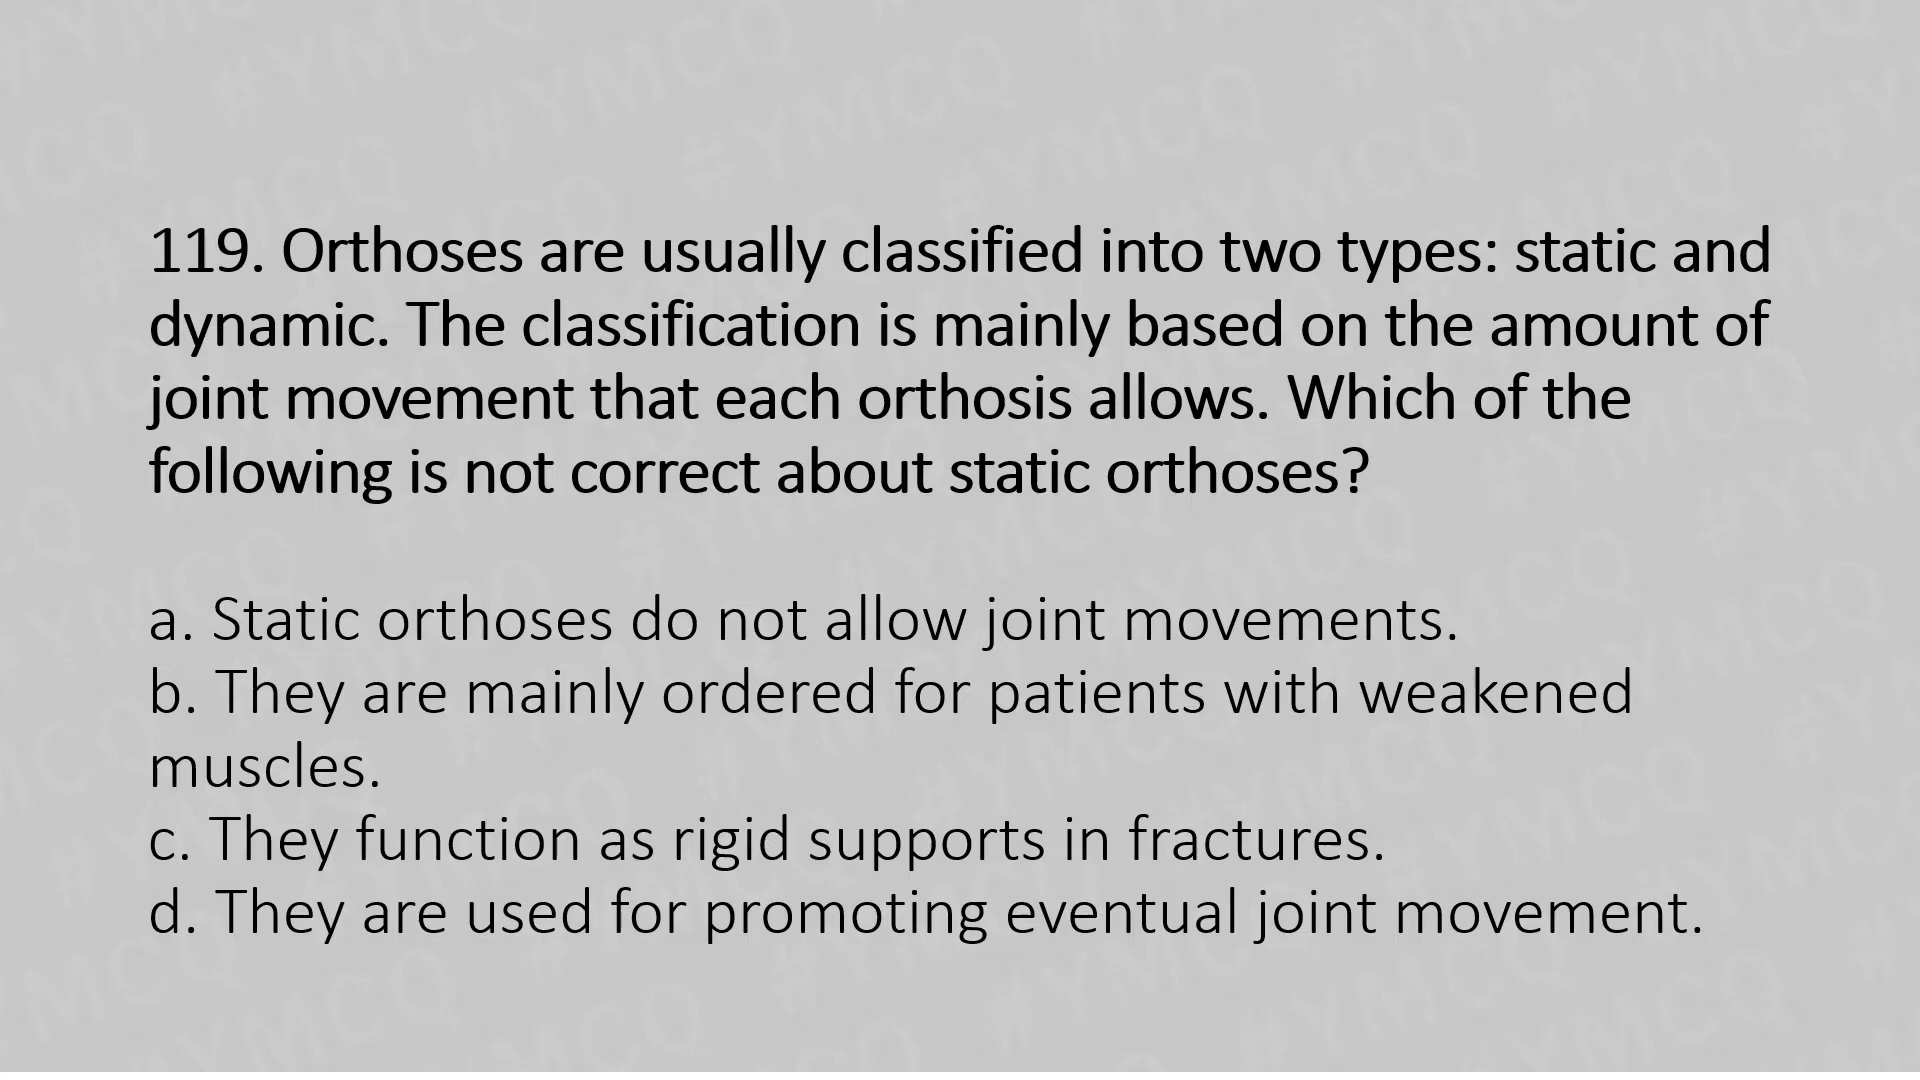 119. Orthoses are usually classified into two types: static and
dynamic. The classification is mainly based on the amount of
joint movement that each orthosis allows. Which of the
following is not correct about static orthoses?
a. Static orthoses do not allow joint movements.
b. They are mainly ordered for patients with weakened
muscles.
c. They function as rigid supports in fractures.
d. They are used for promoting eventual joint movement.
#YMCQ